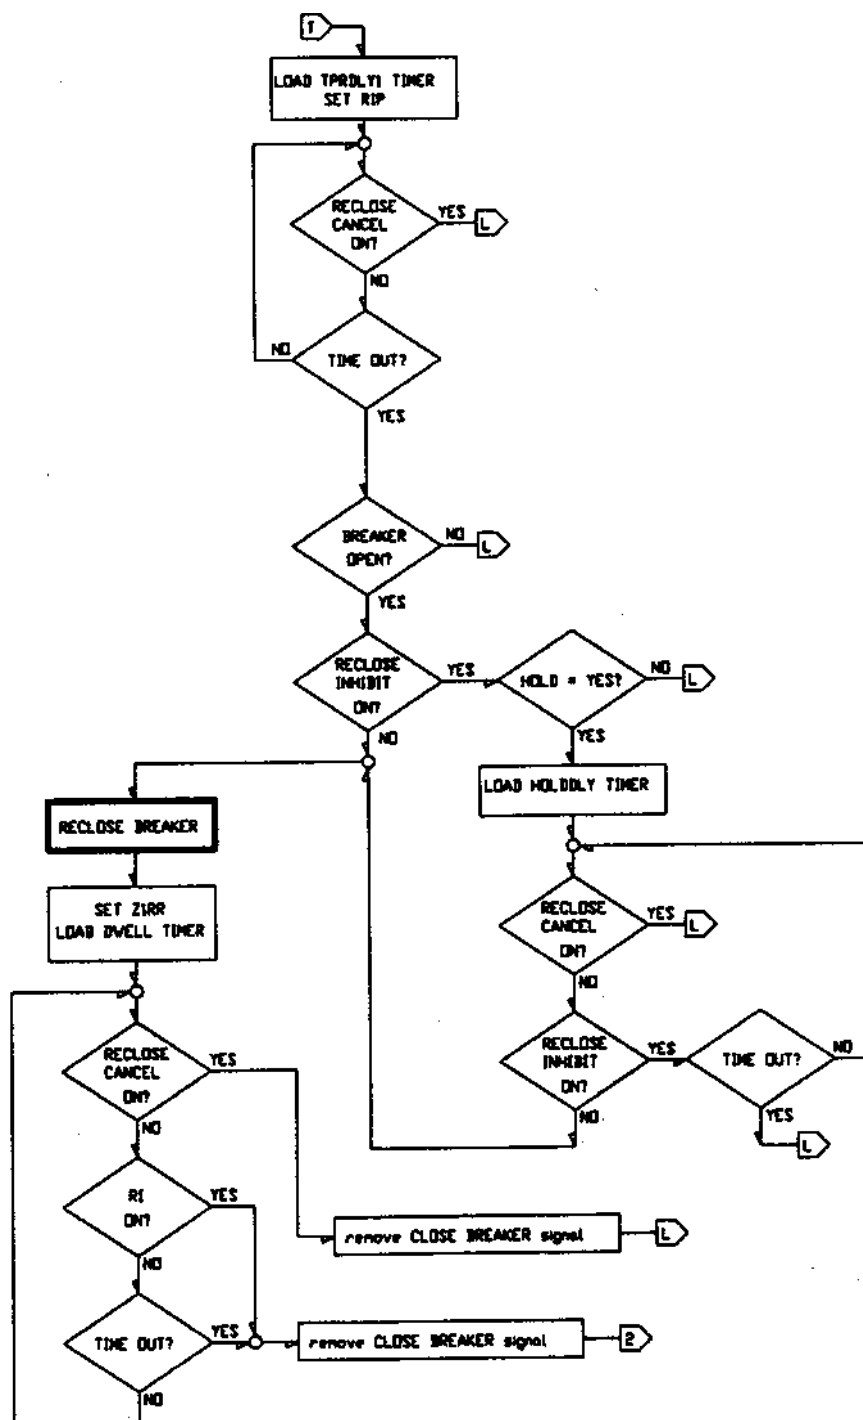 T
LOAD TPRDLY1 TIMER
SET RIP
RECLOSE
CANCEL
ON?
YES
L
NO
TIME OUT?
NO
YES
BREAKER
OPEN?
NO
L
YES
RECLOSE
INHIBIT
ON?
YES
HOLD = YES?
NO
L
NO
YES
LOAD HOLDDLY TIMER
RECLOSE BREAKER
SET Z1RR
LOAD DWELL TIMER
RECLOSE
CANCEL
ON?
YES
L
NO
RECLOSE
INHIBIT
ON?
YES
TIME OUT?
NO
NO
YES
L
RECLOSE
CANCEL
ON?
YES
NO
RI
ON?
YES
NO
remove CLOSE BREAKER signal
L
TIME OUT?
YES
remove CLOSE BREAKER signal
2
NO